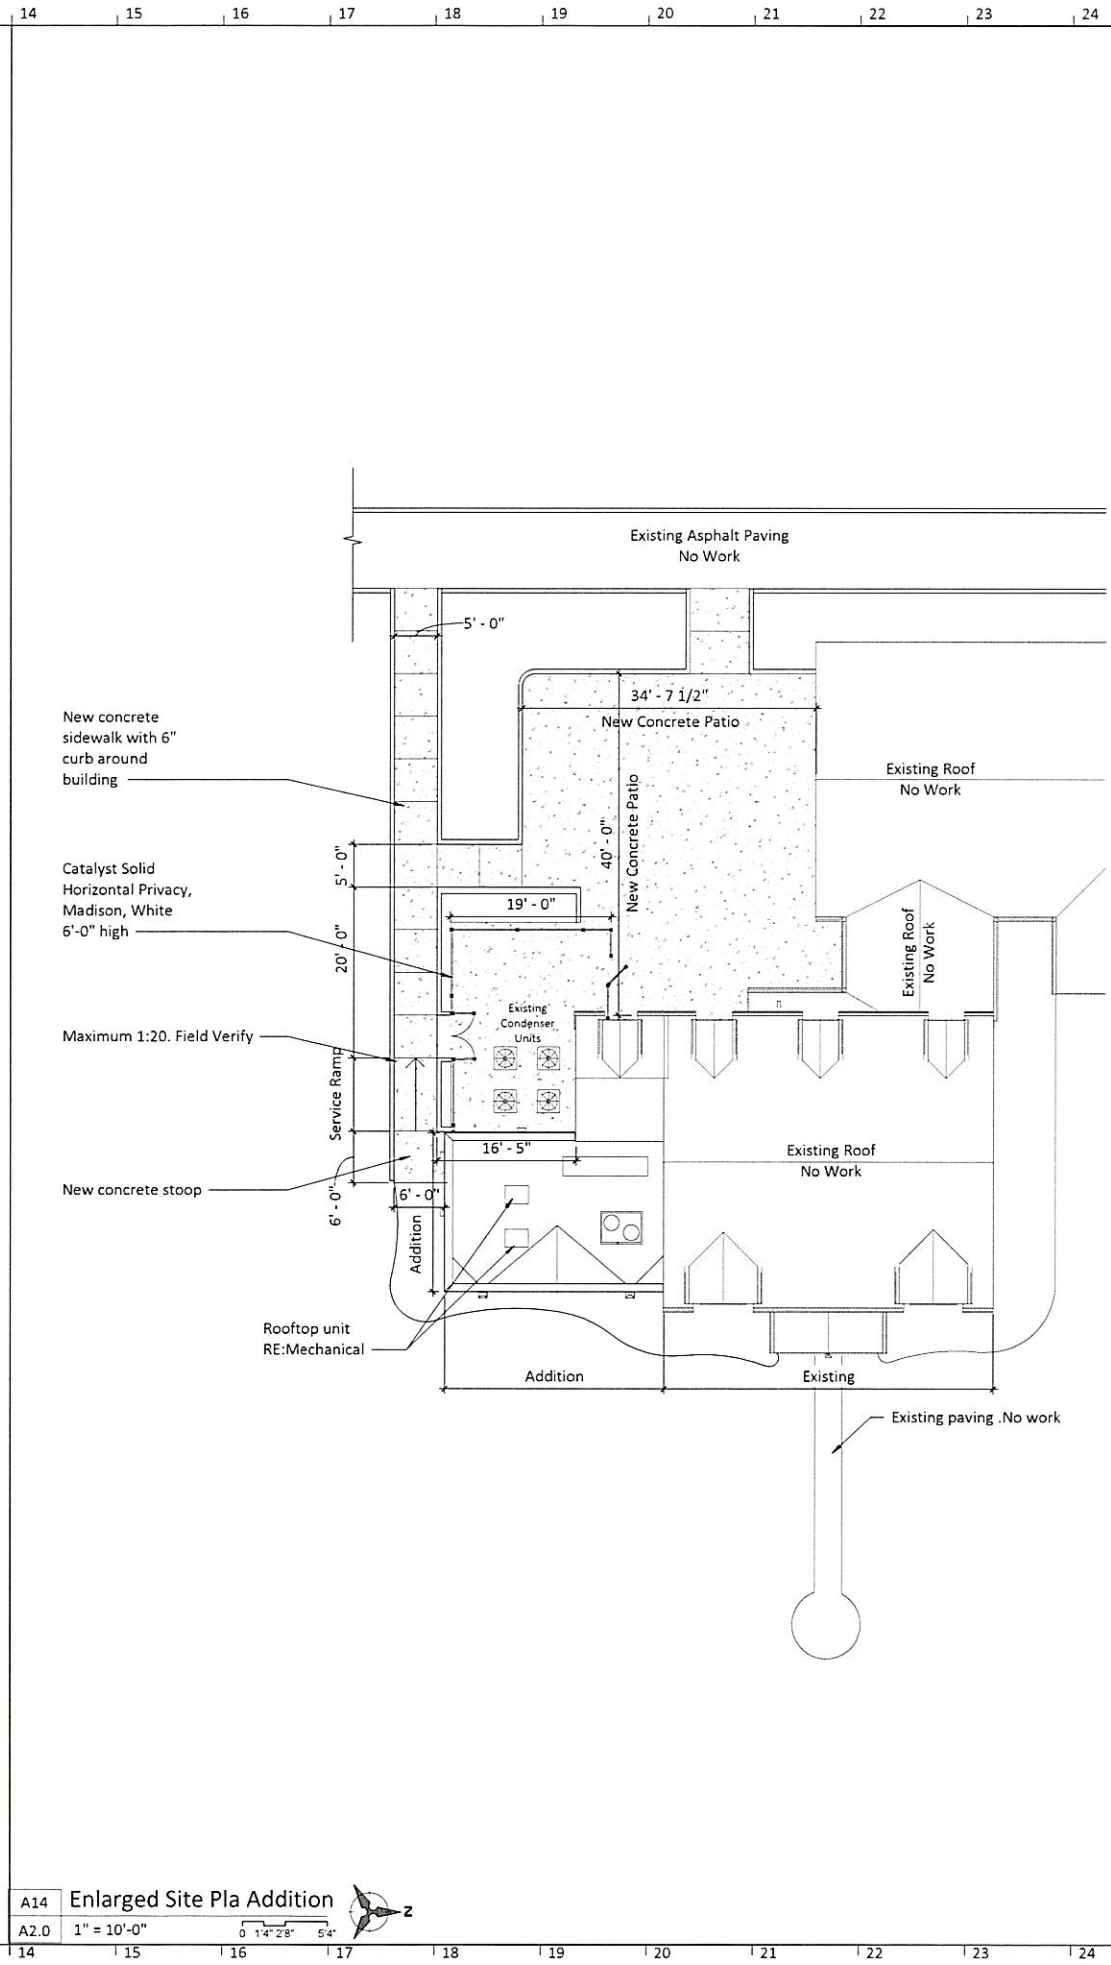 14 15 16 17 18 19 20 21 22 23 24
Existing Asphalt Paving
No Work
5' - 0"
34' - 7 1/2"
New Concrete Patio
New concrete
sidewalk with 6"
curb around
building
Existing Roof
No Work
40' - 0"
New Concrete Patio
5' - 0"
Catalyst Solid
Horizontal Privacy,
Madison, White
6'-0" high
19' - 0"
20' - 0"
Existing Roof
No Work
Existing
Condenser
Units
Maximum 1:20. Field Verify
Service Ramp
16' - 5"
Existing Roof
No Work
New concrete stoop
6' - 0"
6' - 0"
Addition
Rooftop unit
RE:Mechanical
Addition
Existing
Existing paving .No work
A14 Enlarged Site Pla Addition
Z
A2.0 1" = 10'-0"
0 1'4" 2'8" 5'4"
14 15 16 17 18 19 20 21 22 23 24